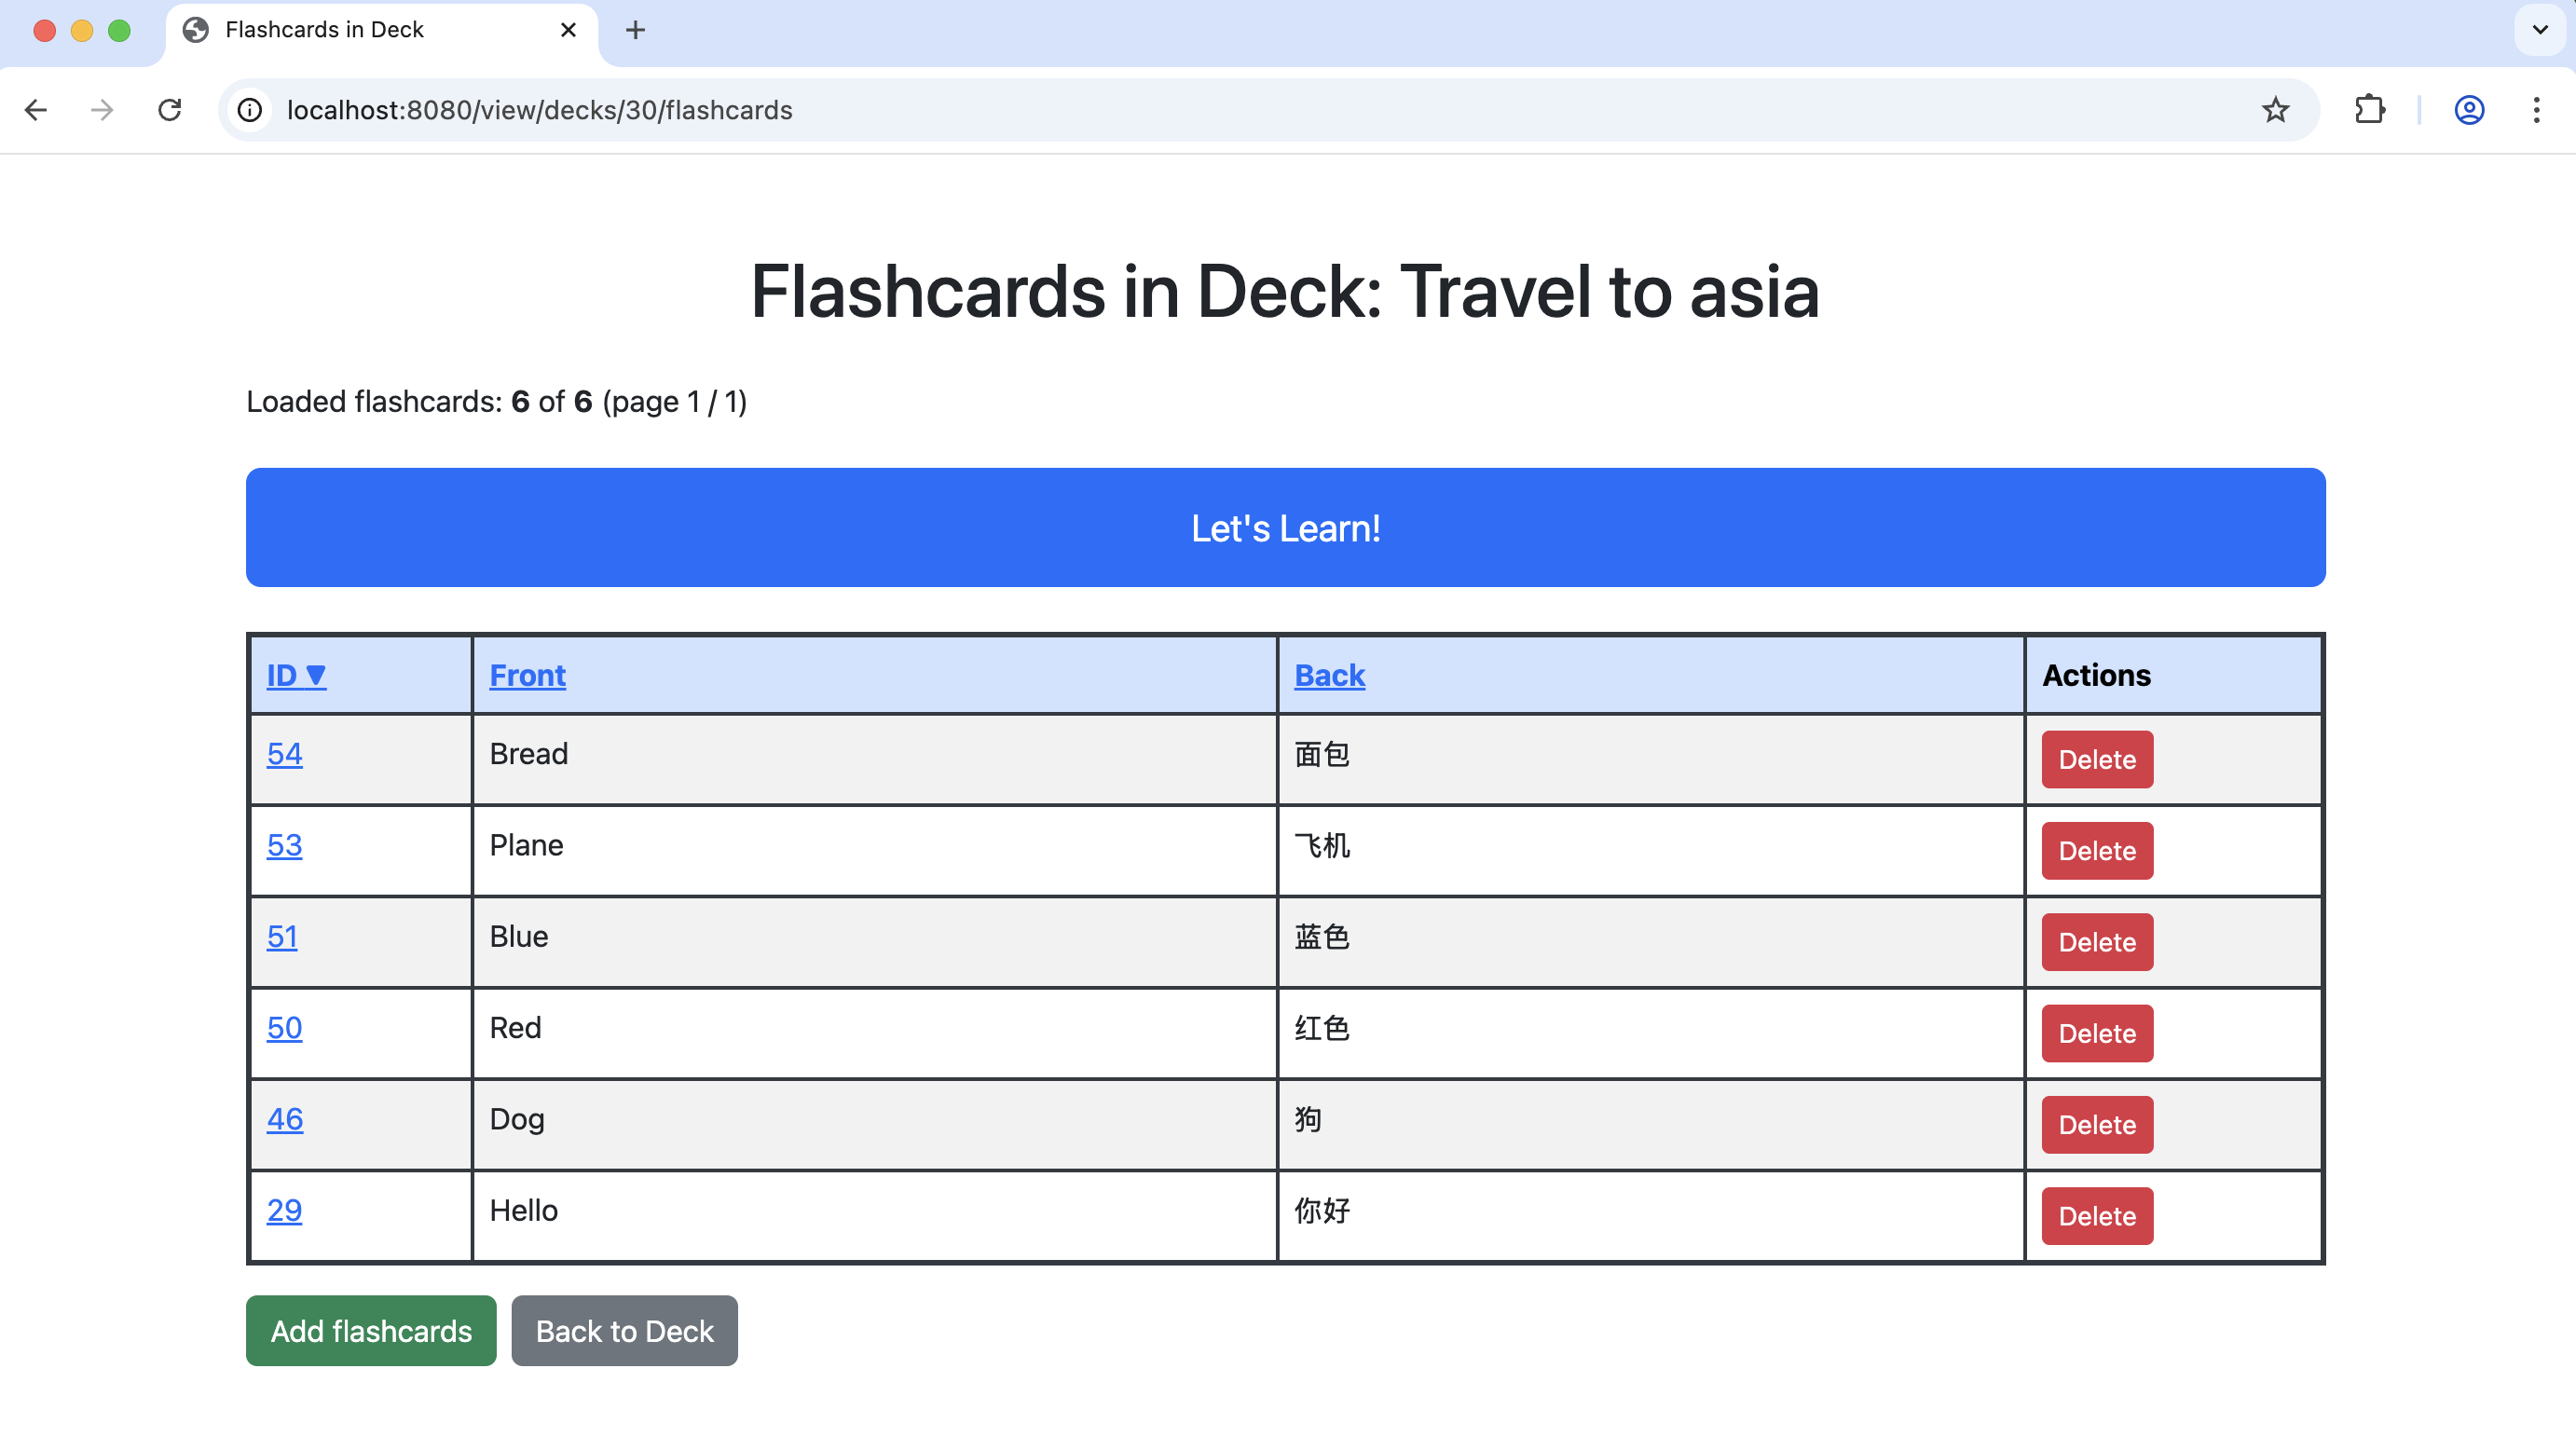 Flashcards in Deck
localhost:8080/view/decks/30/flashcards
Flashcards in Deck: Travel to asia
Loaded flashcards: 6 of 6 (page 1 / 1)
Let's Learn!
ID ▼ Front Back Actions
54 Bread 面包 Delete
53 Plane 飞机 Delete
51 Blue 蓝色 Delete
50 Red 红色 Delete
46 Dog 狗 Delete
29 Hello 你好 Delete
Add flashcards Back to Deck